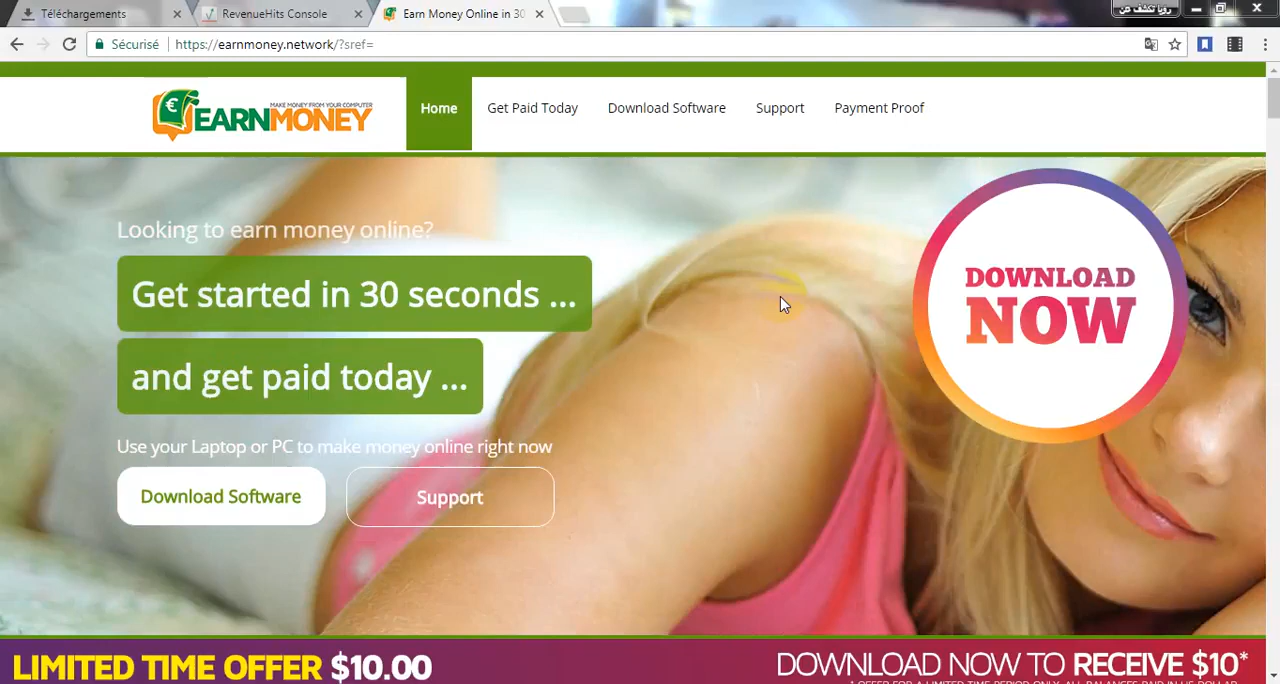 Téléchargements
RevenueHits Console
Earn Money Online in 30
Sécurisé
https://earnmoney.network/?sref=
€
MAKE MONEY FROM YOUR COMPUTER
EARNMONEY
Home
Get Paid Today
Download Software
Support
Payment Proof
Looking to earn money online?
Get started in 30 seconds ...
and get paid today ...
Use your Laptop or PC to make money online right now
Download Software
Support
DOWNLOAD
NOW
LIMITED TIME OFFER $10.00
DOWNLOAD NOW TO RECEIVE $10*